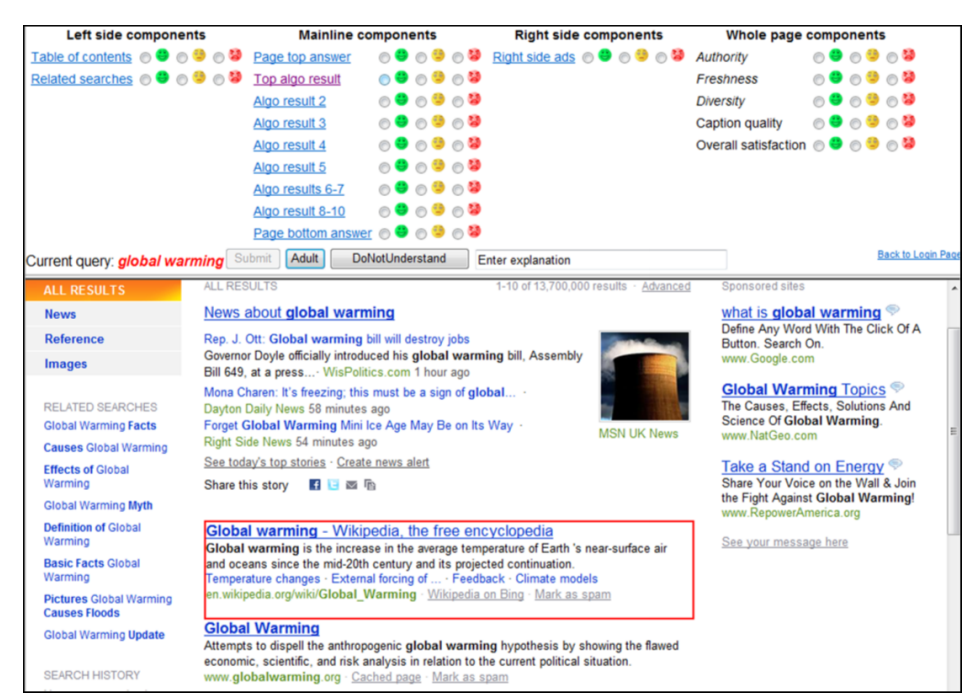 Left side components Mainline components Right side components Whole page components
Table of contents Page top answer Right side ads Authority
Related searches Top algo result Freshness
Algo result 2 Diversity
Algo result 3 Caption quality
Algo result 4 Overall satisfaction
Algo result 5
Algo results 6-7
Algo result 8-10
Page bottom answer
Current query: global warming Submit Adult DoNotUnderstand Enter explanation Back to Login Page
ALL RESULTS
News
Reference
Images
RELATED SEARCHES
Global Warming Facts
Causes Global Warming
Effects of Global
Warming
Global Warming Myth
Definition of Global
Warming
Basic Facts Global
Warming
Pictures Global Warming
Causes Floods
Global Warming Update
SEARCH HISTORY
ALL RESULTS 1-10 of 13,700,000 results · Advanced
News about global warming
Rep. J. Ott: Global warming bill will destroy jobs
Governor Doyle officially introduced his global warming bill, Assembly
Bill 649, at a press...· WisPolitics.com 1 hour ago
Mona Charen: It's freezing; this must be a sign of global... ·
Dayton Daily News 58 minutes ago
Forget Global Warming Mini Ice Age May Be on Its Way ·
Right Side News 54 minutes ago
MSN UK News
See today's top stories · Create news alert
Share this story
Global warming - Wikipedia, the free encyclopedia
Global warming is the increase in the average temperature of Earth 's near-surface air
and oceans since the mid-20th century and its projected continuation.
Temperature changes · External forcing of ... · Feedback · Climate models
en.wikipedia.org/wiki/Global_Warming · Wikipedia on Bing · Mark as spam
Global Warming
Attempts to dispell the anthropogenic global warming hypothesis by showing the flawed
economic, scientific, and risk analysis in relation to the current political situation.
www.globalwarming.org · Cached page · Mark as spam
Sponsored sites
what is global warming
Define Any Word With The Click Of A
Button. Search On.
www.Google.com
Global Warming Topics
The Causes, Effects, Solutions And
Science Of Global Warming.
www.NatGeo.com
Take a Stand on Energy
Share Your Voice on the Wall & Join
the Fight Against Global Warming!
www.RepowerAmerica.org
See your message here